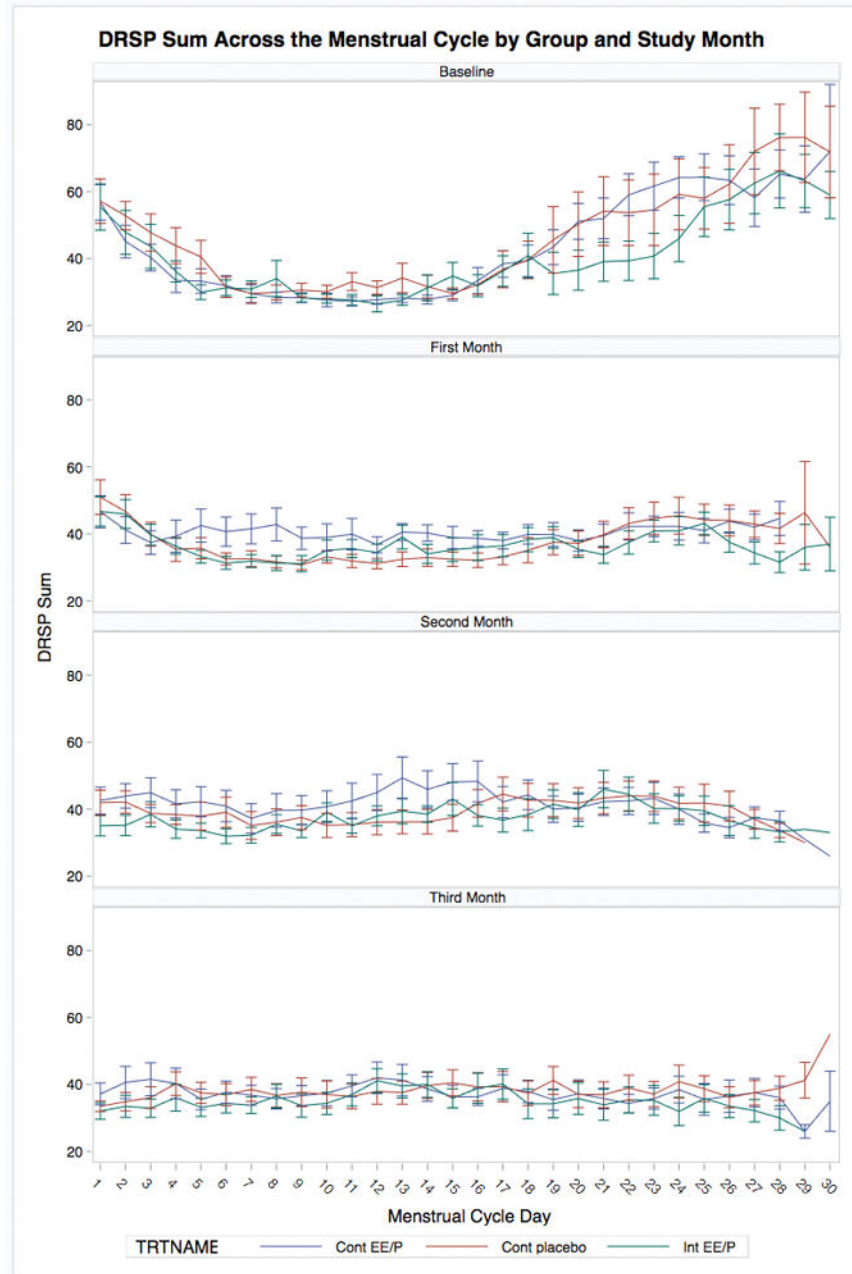 DRSP Sum Across the Menstrual Cycle by Group and Study Month
Baseline
80
60
40
20
First Month
80
60
40
20
DRSP Sum
Second Month
80
60
40
20
Third Month
80
60
40
20
1 2 3 4 5 6 7 8 9 10 11 12 13 14 15 16 17 18 19 20 21 22 23 24 25 26 27 28 29 30
Menstrual Cycle Day
TRTNAME Cont EE/P Cont placebo Int EE/P